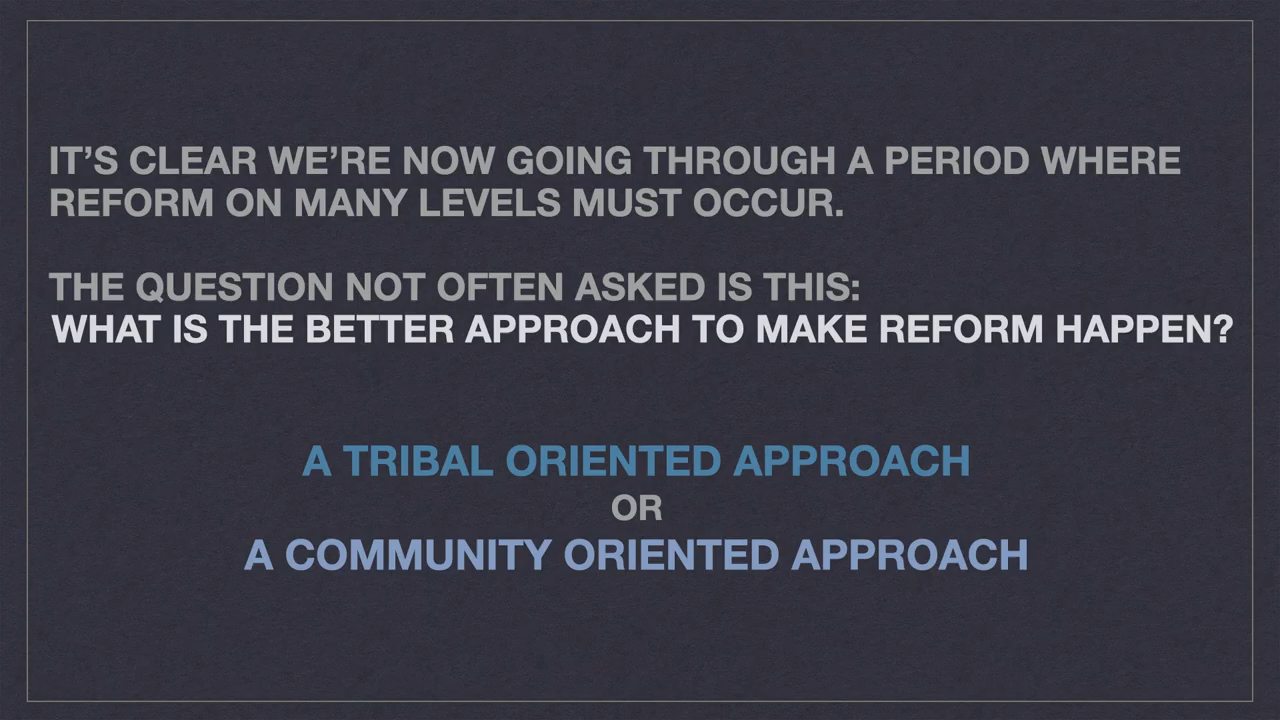 IT’S CLEAR WE’RE NOW GOING THROUGH A PERIOD WHERE
REFORM ON MANY LEVELS MUST OCCUR.
THE QUESTION NOT OFTEN ASKED IS THIS:
WHAT IS THE BETTER APPROACH TO MAKE REFORM HAPPEN?
A TRIBAL ORIENTED APPROACH
OR
A COMMUNITY ORIENTED APPROACH